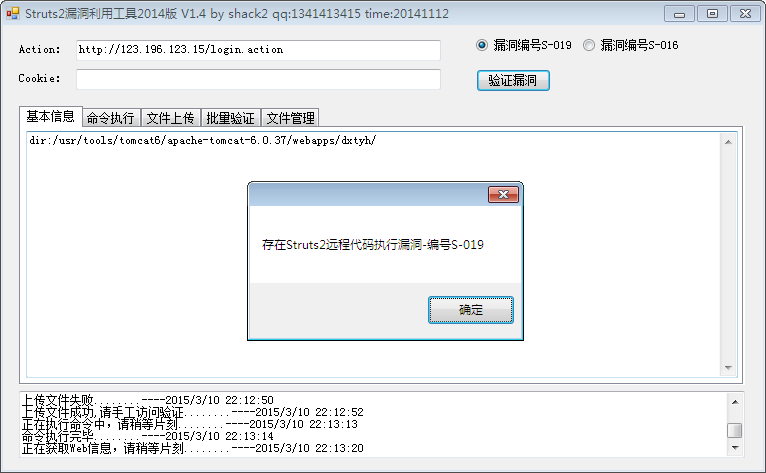 Struts2漏洞利用工具2014版 V1.4 by shack2 qq:1341413415 time:20141112
Action: http://123.196.123.15/login.action
漏洞编号S-019 漏洞编号S-016
Cookie:
验证漏洞
基本信息 命令执行 文件上传 批量验证 文件管理
dir:/usr/tools/tomcat6/apache-tomcat-6.0.37/webapps/dxtyh/
存在Struts2远程代码执行漏洞-编号S-019
确定
上传文件失败........----2015/3/10 22:12:50
上传文件成功,请手工访问验证........----2015/3/10 22:12:52
正在执行命令中，请稍等片刻........----2015/3/10 22:13:13
命令执行完毕........----2015/3/10 22:13:14
正在获取Web信息，请稍等片刻........----2015/3/10 22:13:20